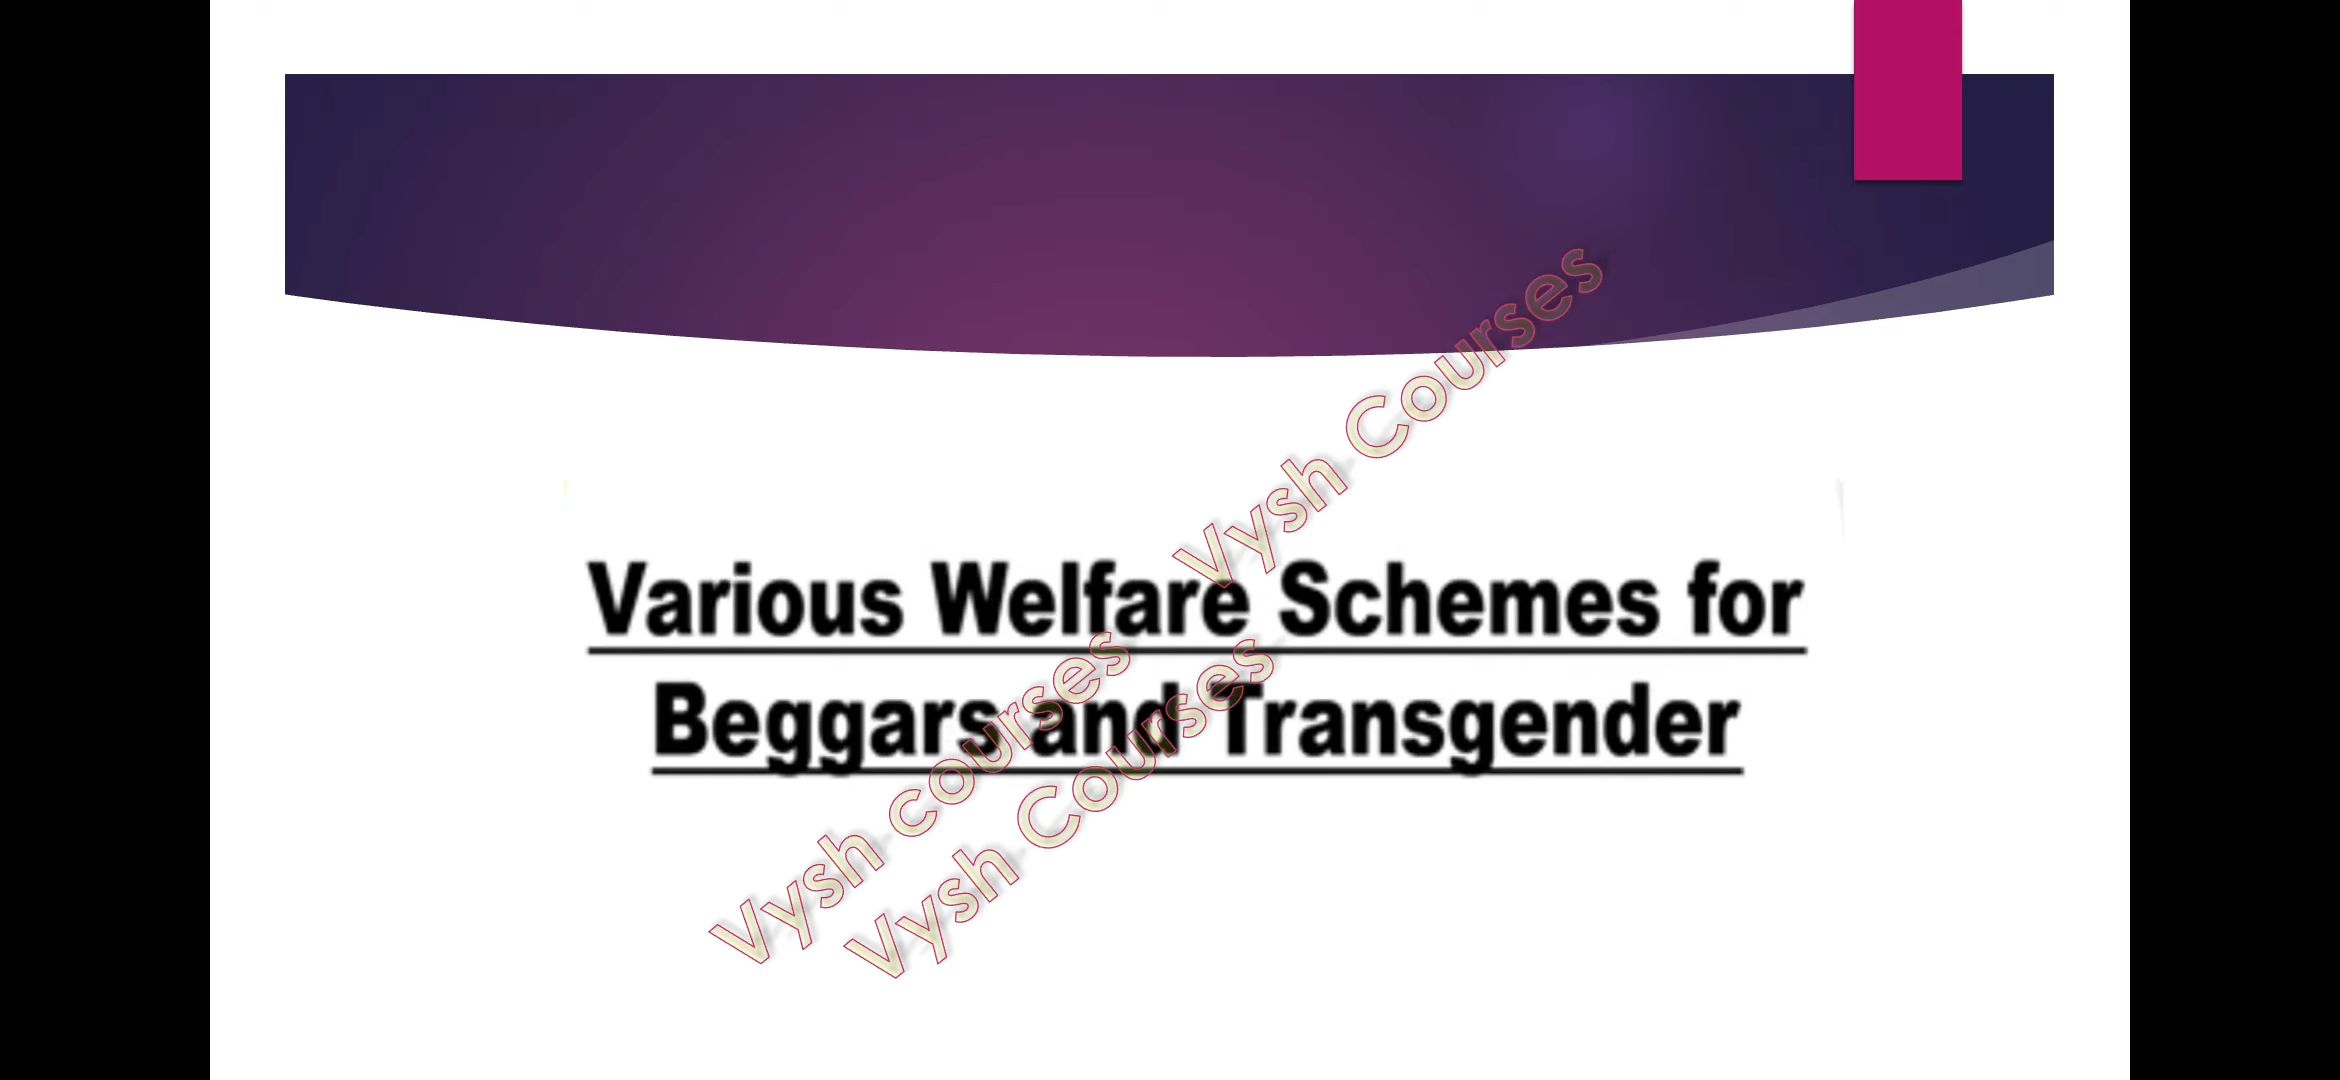 Various Welfare Schemes for
Beggars and Transgender
Vysh Courses
Vysh courses
Vysh Courses